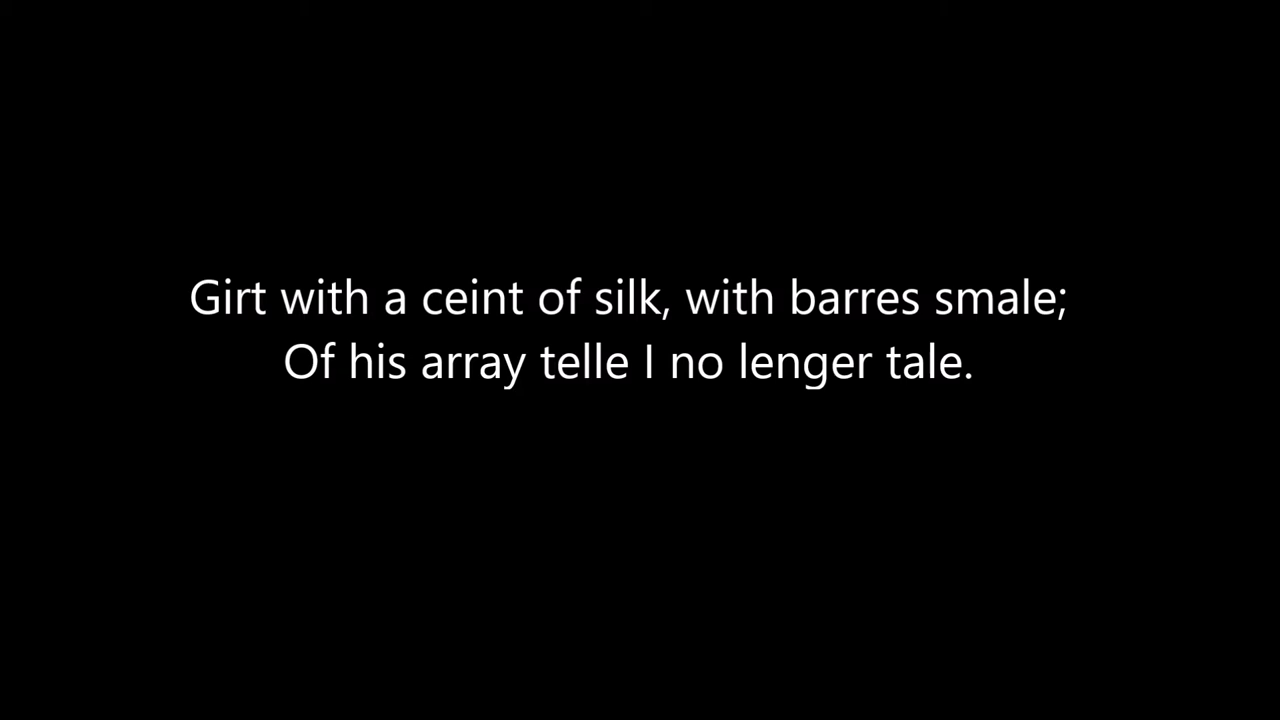 Girt with a ceint of silk, with barres smale;
Of his array telle I no lenger tale.